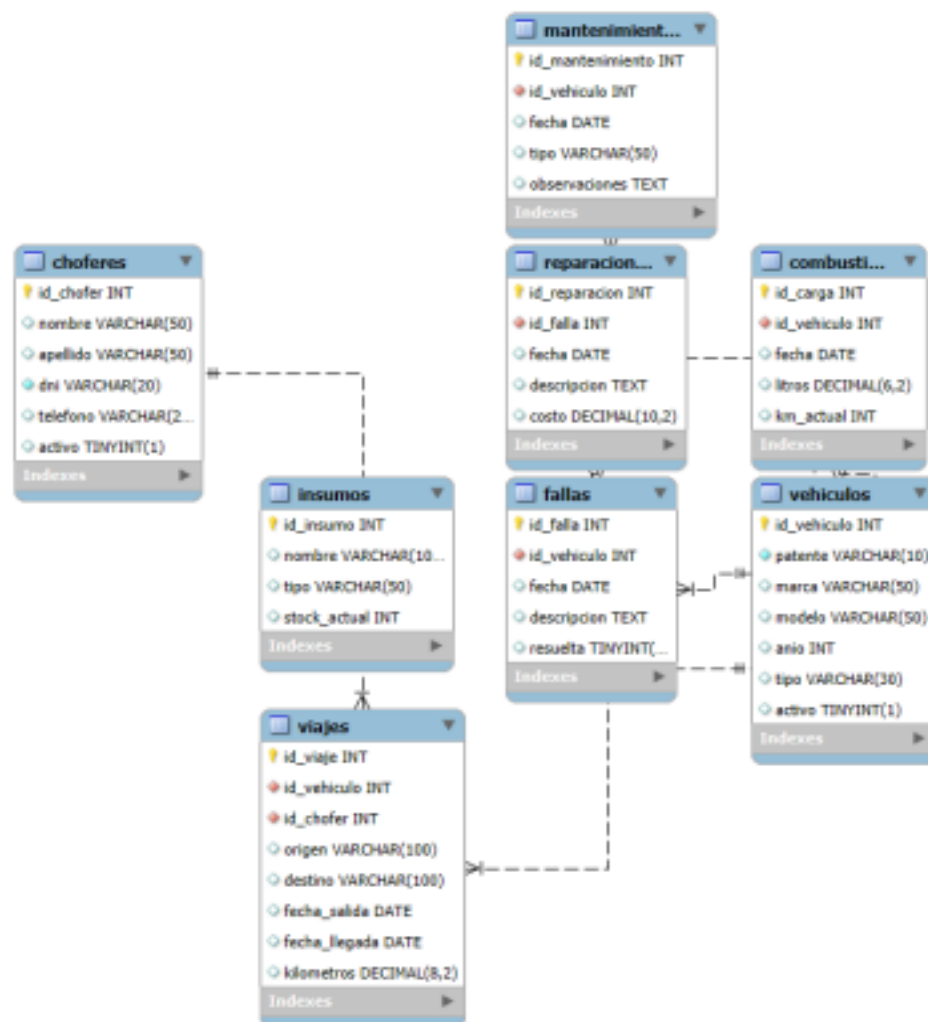 mantenimient...
id_mantenimiento INT
id_vehiculo INT
fecha DATE
tipo VARCHAR(50)
observaciones TEXT
Indexes
choferes
id_chofer INT
nombre VARCHAR(50)
apellido VARCHAR(50)
dni VARCHAR(20)
telefono VARCHAR(2...
activo TINYINT(1)
Indexes
reparacion...
id_reparacion INT
id_falla INT
fecha DATE
descripcion TEXT
costo DECIMAL(10,2)
Indexes
combusti...
id_carga INT
id_vehiculo INT
fecha DATE
litros DECIMAL(6,2)
km_actual INT
Indexes
insumos
id_insumo INT
nombre VARCHAR(10...
tipo VARCHAR(50)
stock_actual INT
Indexes
fallas
id_falla INT
id_vehiculo INT
fecha DATE
descripcion TEXT
resuelta TINYINT(...
Indexes
vehiculos
id_vehiculo INT
patente VARCHAR(10)
marca VARCHAR(50)
modelo VARCHAR(50)
anio INT
tipo VARCHAR(30)
activo TINYINT(1)
Indexes
viajes
id_viaje INT
id_vehiculo INT
id_chofer INT
origen VARCHAR(100)
destino VARCHAR(100)
fecha_salida DATE
fecha_llegada DATE
kilometros DECIMAL(8,2)
Indexes